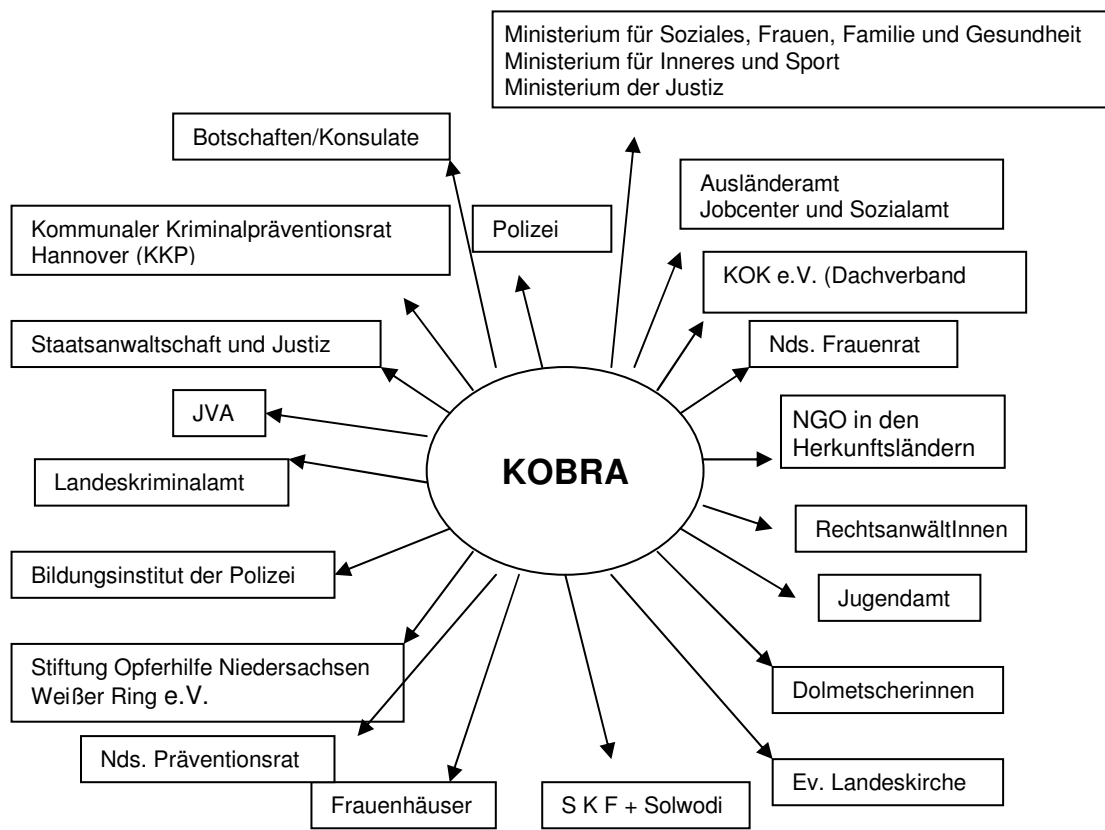 Ministerium für Soziales, Frauen, Familie und Gesundheit
Ministerium für Inneres und Sport
Ministerium der Justiz
Botschaften/Konsulate
Ausländeramt
Jobcenter und Sozialamt
Kommunaler Kriminalpräventionsrat
Hannover (KKP)
Polizei
KOK e.V. (Dachverband
Staatsanwaltschaft und Justiz
Nds. Frauenrat
JVA
NGO in den
Herkunftsländern
KOBRA
Landeskriminalamt
RechtsanwältInnen
Bildungsinstitut der Polizei
Jugendamt
Stiftung Opferhilfe Niedersachsen
Weißer Ring e.V.
Dolmetscherinnen
Nds. Präventionsrat
Ev. Landeskirche
Frauenhäuser
S K F + Solwodi